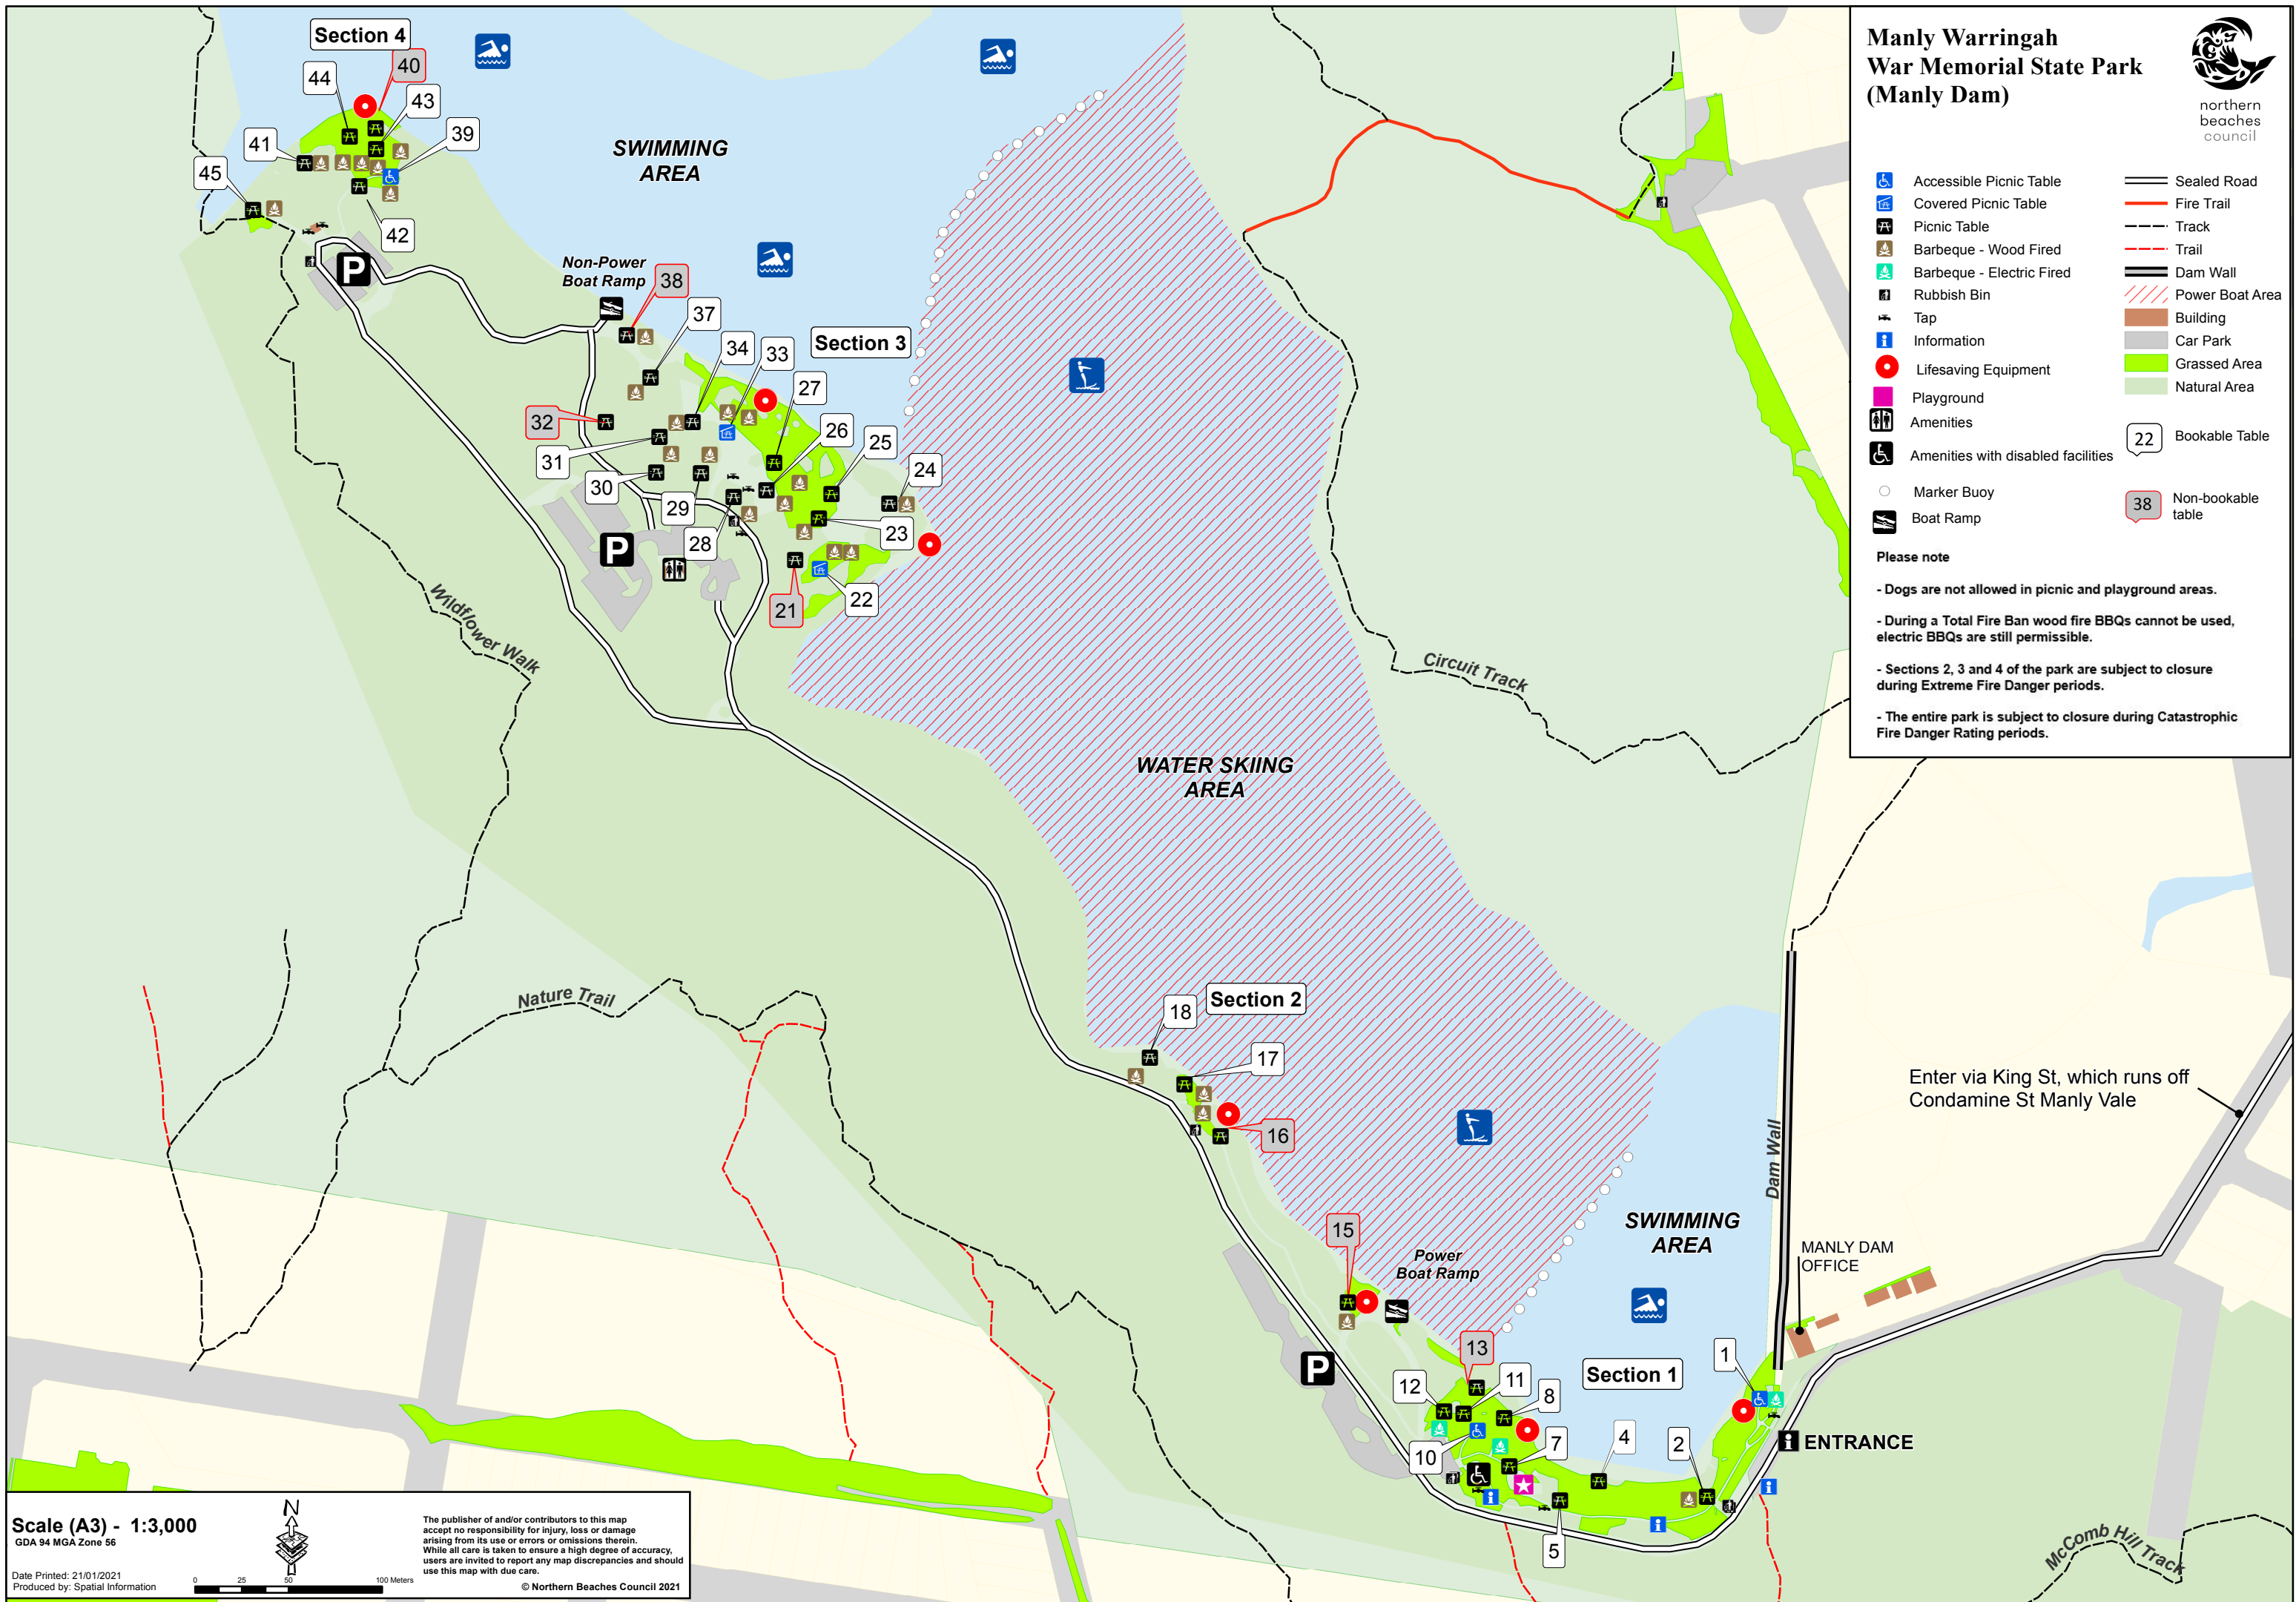 Manly Warringah
War Memorial State Park
(Manly Dam)
northern
beaches
council
Accessible Picnic Table
Covered Picnic Table
Picnic Table
Barbeque - Wood Fired
Barbeque - Electric Fired
Rubbish Bin
Tap
Information
Lifesaving Equipment
Playground
Amenities
Amenities with disabled facilities
Marker Buoy
Boat Ramp
Sealed Road
Fire Trail
Track
Trail
Dam Wall
Power Boat Area
Building
Car Park
Grassed Area
Natural Area
22
Bookable Table
38
Non-bookable
table
Please note
- Dogs are not allowed in picnic and playground areas.
- During a Total Fire Ban wood fire BBQs cannot be used,
electric BBQs are still permissible.
- Sections 2, 3 and 4 of the park are subject to closure
during Extreme Fire Danger periods.
- The entire park is subject to closure during Catastrophic
Fire Danger Rating periods.
Section 4
40
44
43
39
41
45
42
P
SWIMMING
AREA
Non-Power
Boat Ramp
38
37
34
33
Section 3
27
26
25
24
32
31
30
29
28
23
22
21
P
Wildflower Walk
Circuit Track
WATER SKIING
AREA
Nature Trail
18
Section 2
17
16
15
Power
Boat Ramp
SWIMMING
AREA
Dam Wall
Enter via King St, which runs off
Condamine St Manly Vale
MANLY DAM
OFFICE
P
13
12
11
8
Section 1
1
10
7
4
2
5
ENTRANCE
McComb Hill Track
Scale (A3) - 1:3,000
GDA 94 MGA Zone 56
Date Printed: 21/01/2021
Produced by: Spatial Information
N
0 25 50 100 Meters
The publisher of and/or contributors to this map
accept no responsibility for injury, loss or damage
arising from its use or errors or omissions therein.
While all care is taken to ensure a high degree of accuracy,
users are invited to report any map discrepancies and should
use this map with due care.
© Northern Beaches Council 2021